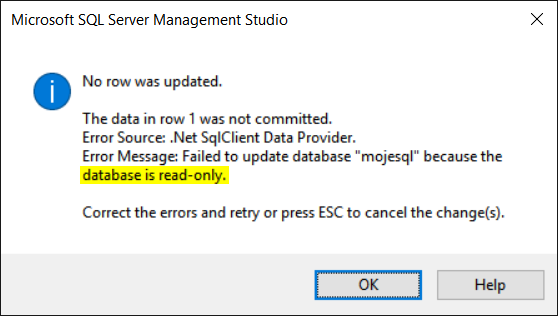 Microsoft SQL Server Management Studio
No row was updated.
The data in row 1 was not committed.
Error Source: .Net SqlClient Data Provider.
Error Message: Failed to update database "mojesql" because the
database is read-only.
Correct the errors and retry or press ESC to cancel the change(s).
OK Help